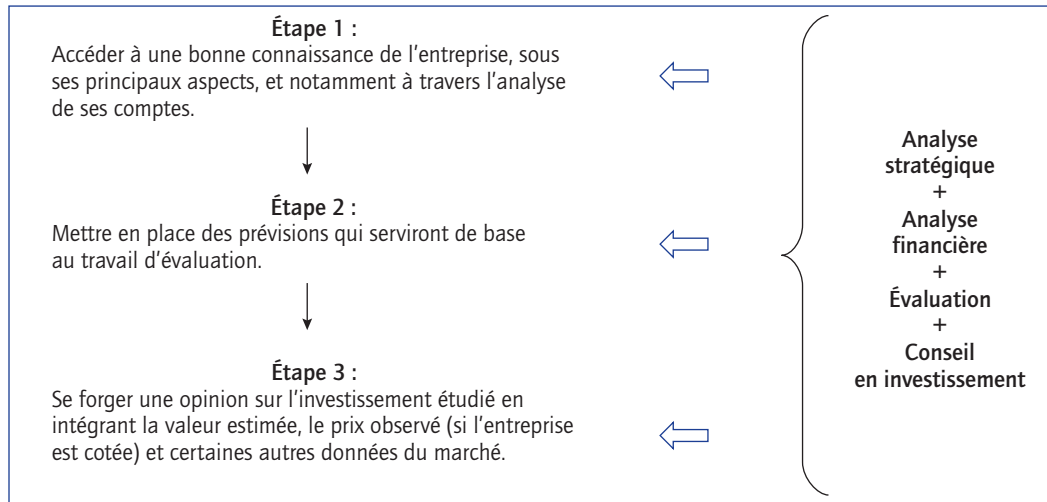 Étape 1 :
Accéder à une bonne connaissance de l'entreprise, sous
ses principaux aspects, et notamment à travers l'analyse
de ses comptes.
Étape 2 :
Mettre en place des prévisions qui serviront de base
au travail d'évaluation.
Étape 3 :
Se forger une opinion sur l'investissement étudié en
intégrant la valeur estimée, le prix observé (si l'entreprise
est cotée) et certaines autres données du marché.
Analyse
stratégique
+
Analyse
financière
+
Évaluation
+
Conseil
en investissement